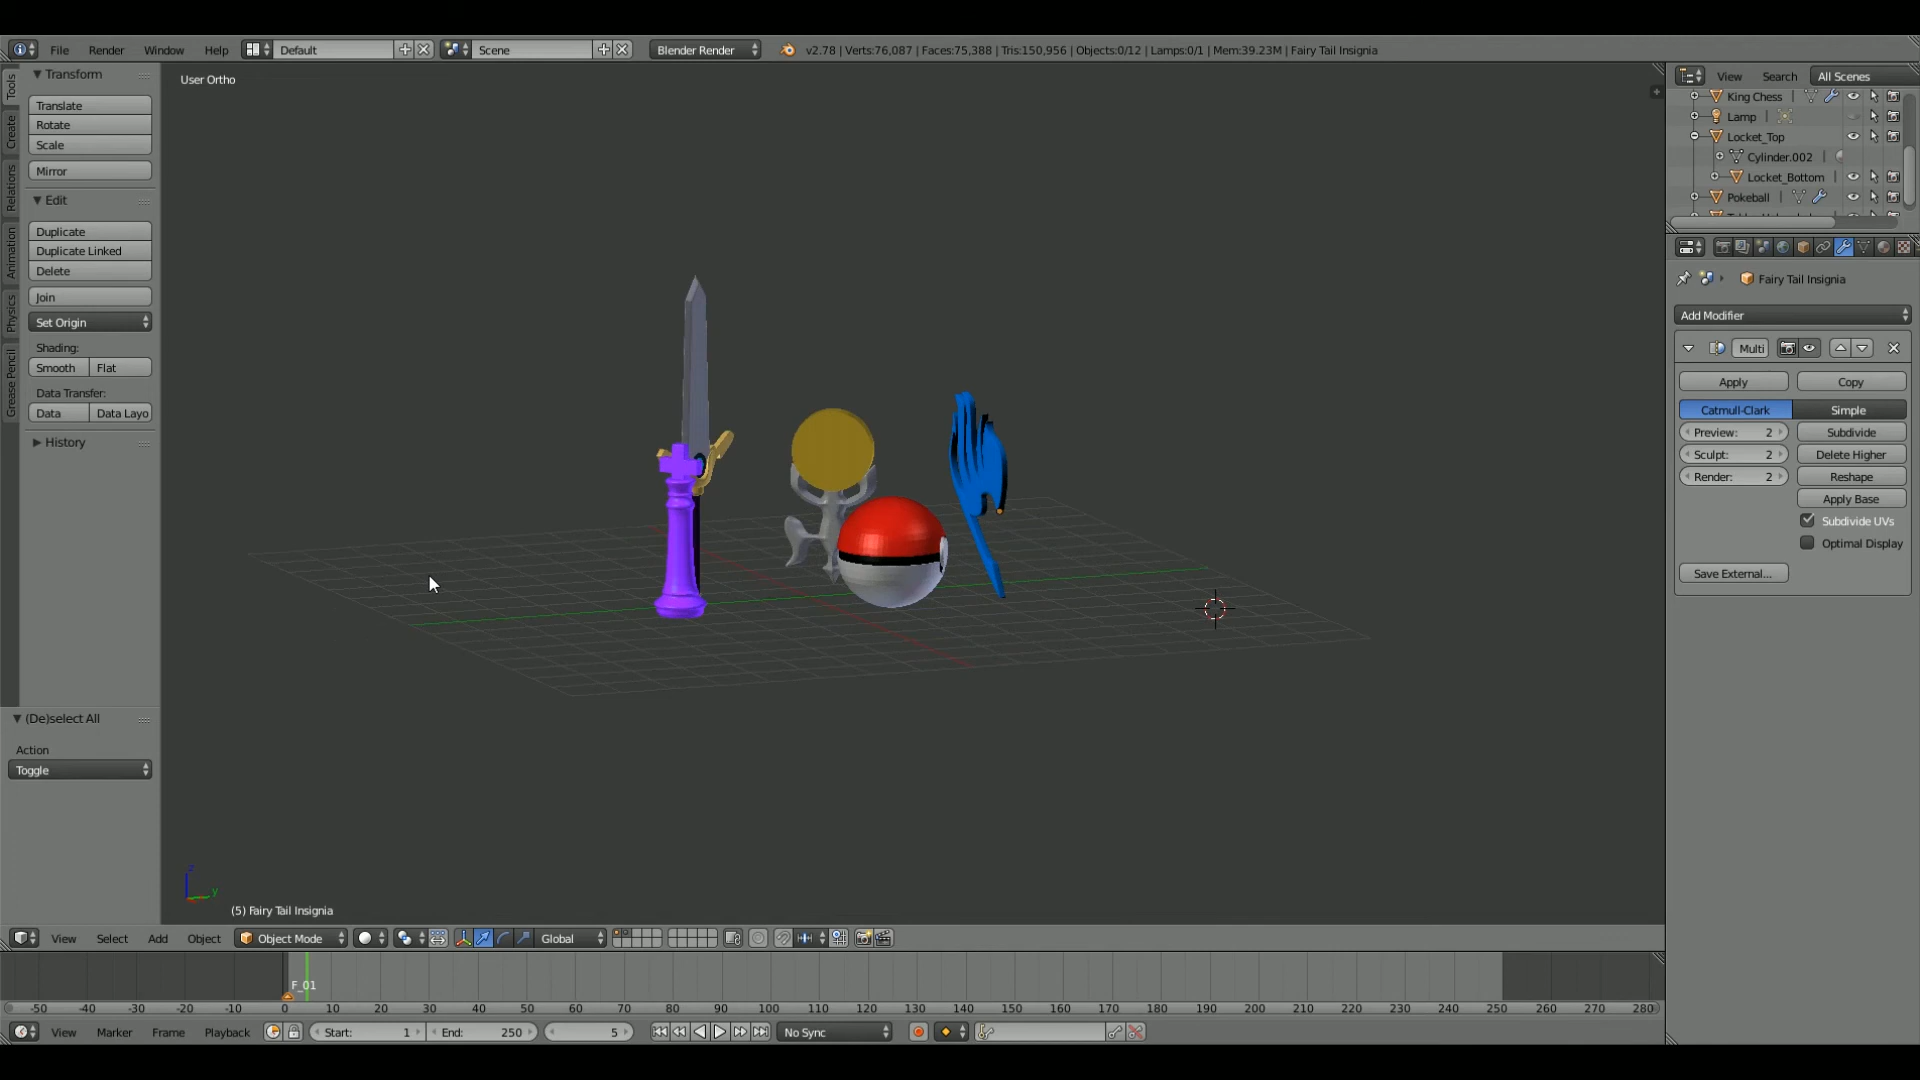 File Render Window Help Default Scene Blender Render v2.78 | Verts:76,087 | Faces:75,388 | Tris:150,956 | Objects:0/12 | Lamps:0/1 | Mem:39.23M | Fairy Tail Insignia
Tools
Create
Relations
Animation
Physics
Grease Pencil
Transform
Translate
Rotate
Scale
Mirror
Edit
Duplicate
Duplicate Linked
Delete
Join
Set Origin
Shading:
Smooth Flat
Data Transfer:
Data Data Layo
History
(De)select All
Action
Toggle
User Ortho
z
y
(5) Fairy Tail Insignia
View Search All Scenes
King Chess
Lamp
Locket_Top
Cylinder.002
Locket_Bottom
Pokeball
Fairy Tail Insignia
Add Modifier
Multi
Apply Copy
Catmull-Clark Simple
Preview: 2 Subdivide
Sculpt: 2 Delete Higher
Render: 2 Reshape
Apply Base
Subdivide UVs
Optimal Display
Save External...
View Select Add Object Object Mode Global
F_01
-50 -40 -30 -20 -10 0 10 20 30 40 50 60 70 80 90 100 110 120 130 140 150 160 170 180 190 200 210 220 230 240 250 260 270 280
View Marker Frame Playback Start: 1 End: 250 5 No Sync